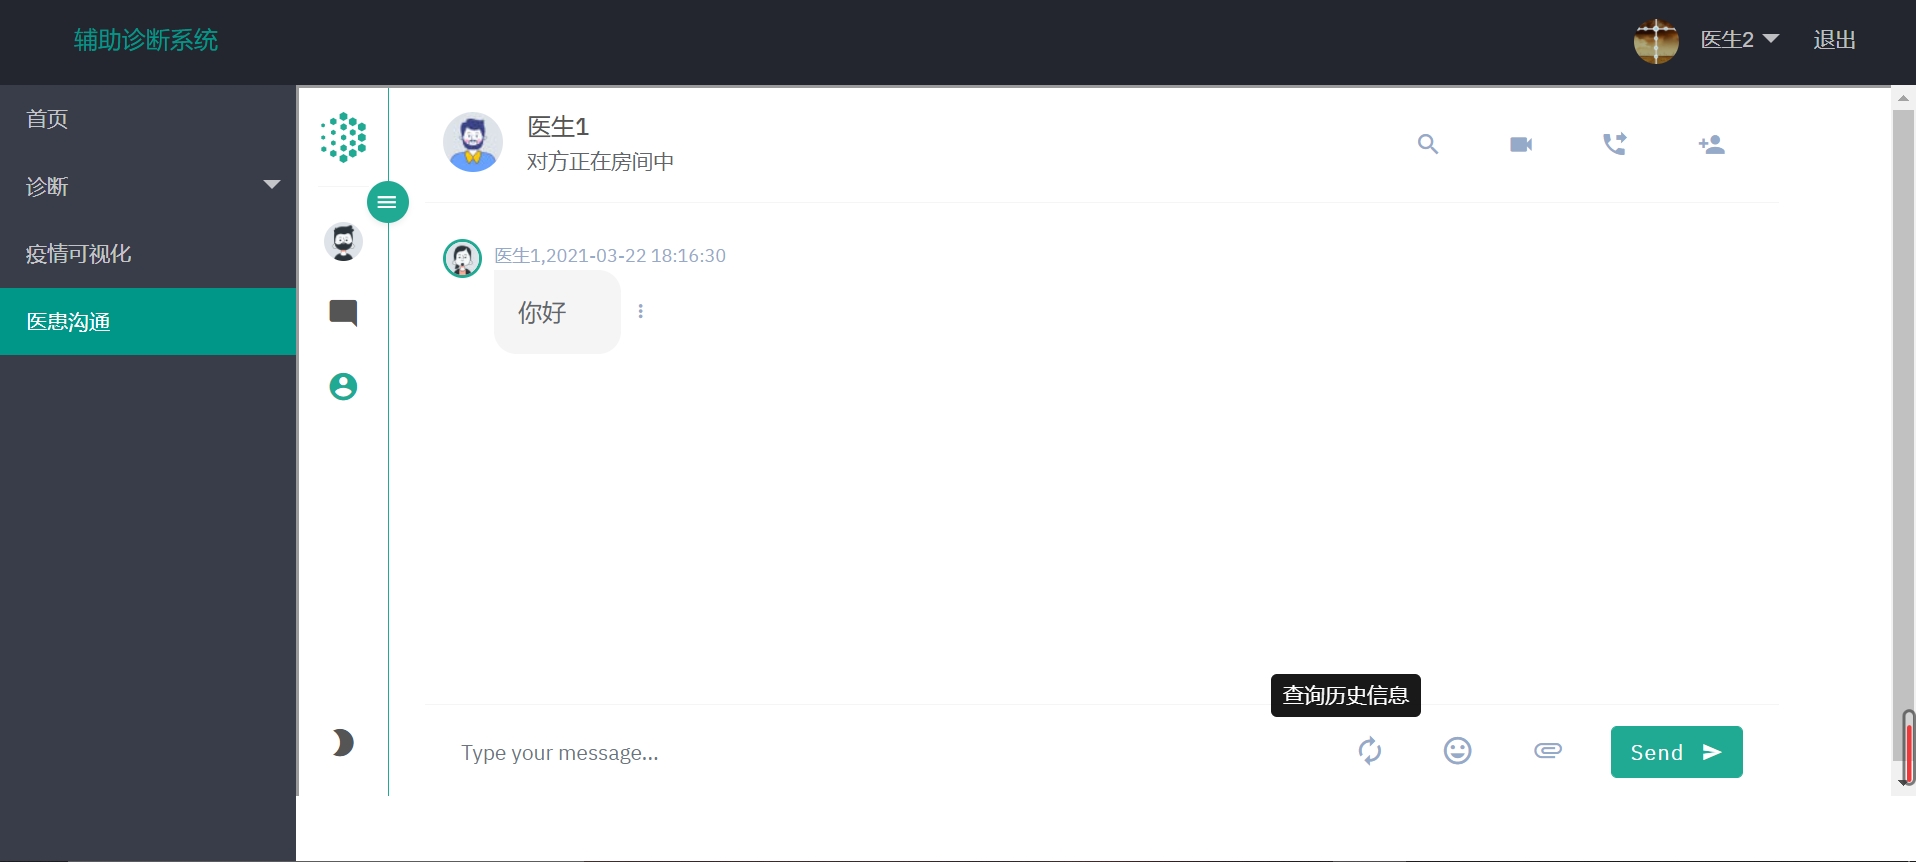 辅助诊断系统
医生2
退出
首页
诊断
疫情可视化
医患沟通
医生1
对方正在房间中
医生1,2021-03-22 18:16:30
你好
查询历史信息
Type your message...
Send